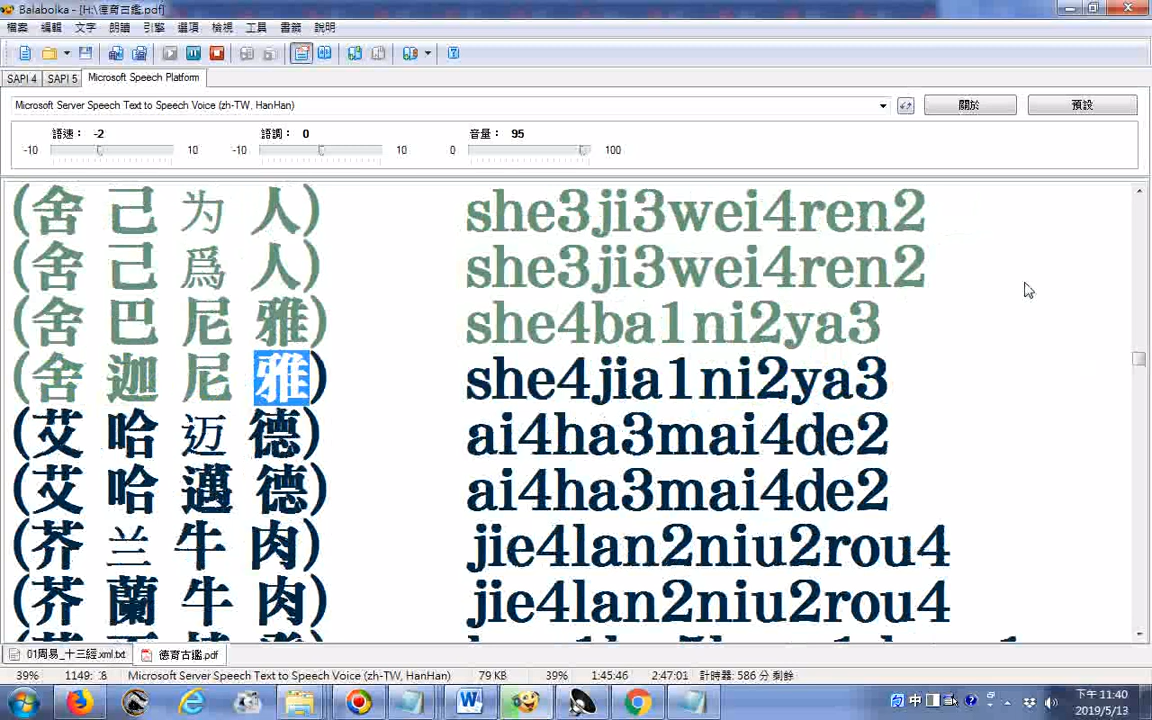 Balabolka - [H:\德育古鑑.pdf]
檔案 編輯 文字 朗讀 引擎 選項 檢視 工具 書籤 說明
SAPI 4 SAPI 5 Microsoft Speech Platform
Microsoft Server Speech Text to Speech Voice (zh-TW, HanHan) 關於 預設
語速: -2 語調: 0 音量: 95
-10 10 -10 10 0 100
(舍己为人) she3ji3wei4ren2
(舍己爲人) she3ji3wei4ren2
(舍巴尼雅) she4ba1ni2ya3
(舍迦尼雅) she4jia1ni2ya3
(艾哈迈德) ai4ha3mai4de2
(艾哈邁德) ai4ha3mai4de2
(芥兰牛肉) jie4lan2niu2rou4
(芥蘭牛肉) jie4lan2niu2rou4
01周易_十三經.xml.txt 德育古鑑.pdf
39% 1149: Microsoft Server Speech Text to Speech Voice (zh-TW, HanHan) 79 KB 39% 1:45:46 2:47:01 計時器: 586 分 剩餘
中 下午 11:40
2019/5/13